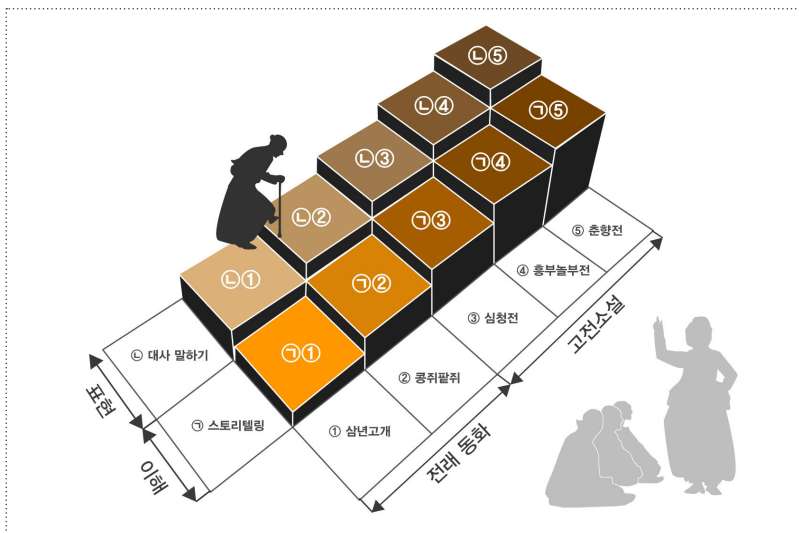 ㉡⑤
㉡④
㉠⑤
㉡③
㉠④
㉡②
㉠③
㉡①
㉠②
㉠①
⑤ 춘향전
④ 흥부놀부전
③ 심청전
② 콩쥐팥쥐
① 삼년고개
㉡ 대사 말하기
㉠ 스토리텔링
표현
이해
전래 동화
고전소설